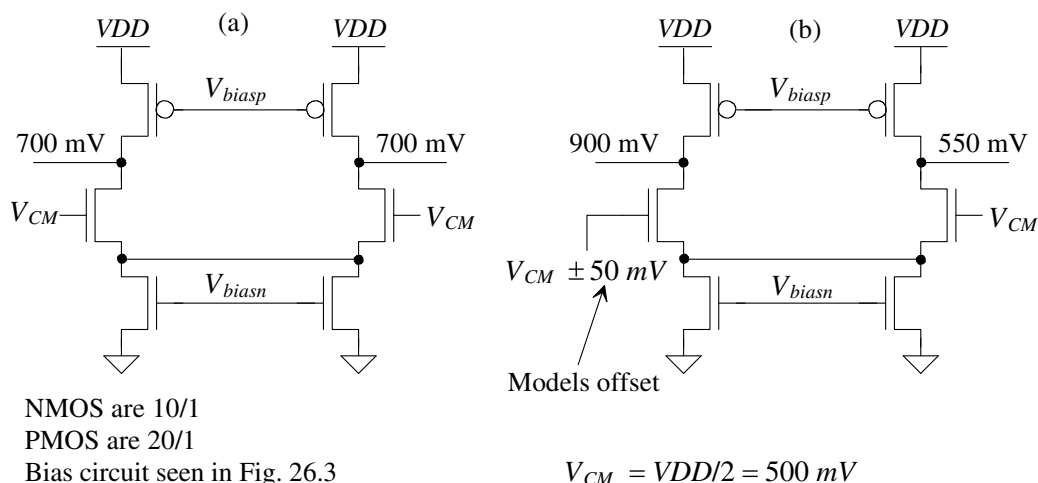 (a)
VDD VDD
V_biasp
700 mV 700 mV
V_CM V_CM
V_biasn
NMOS are 10/1
PMOS are 20/1
Bias circuit seen in Fig. 26.3
(b)
VDD VDD
V_biasp
900 mV 550 mV
V_CM
V_CM ± 50 mV
V_biasn
Models offset
V_CM = VDD/2 = 500 mV